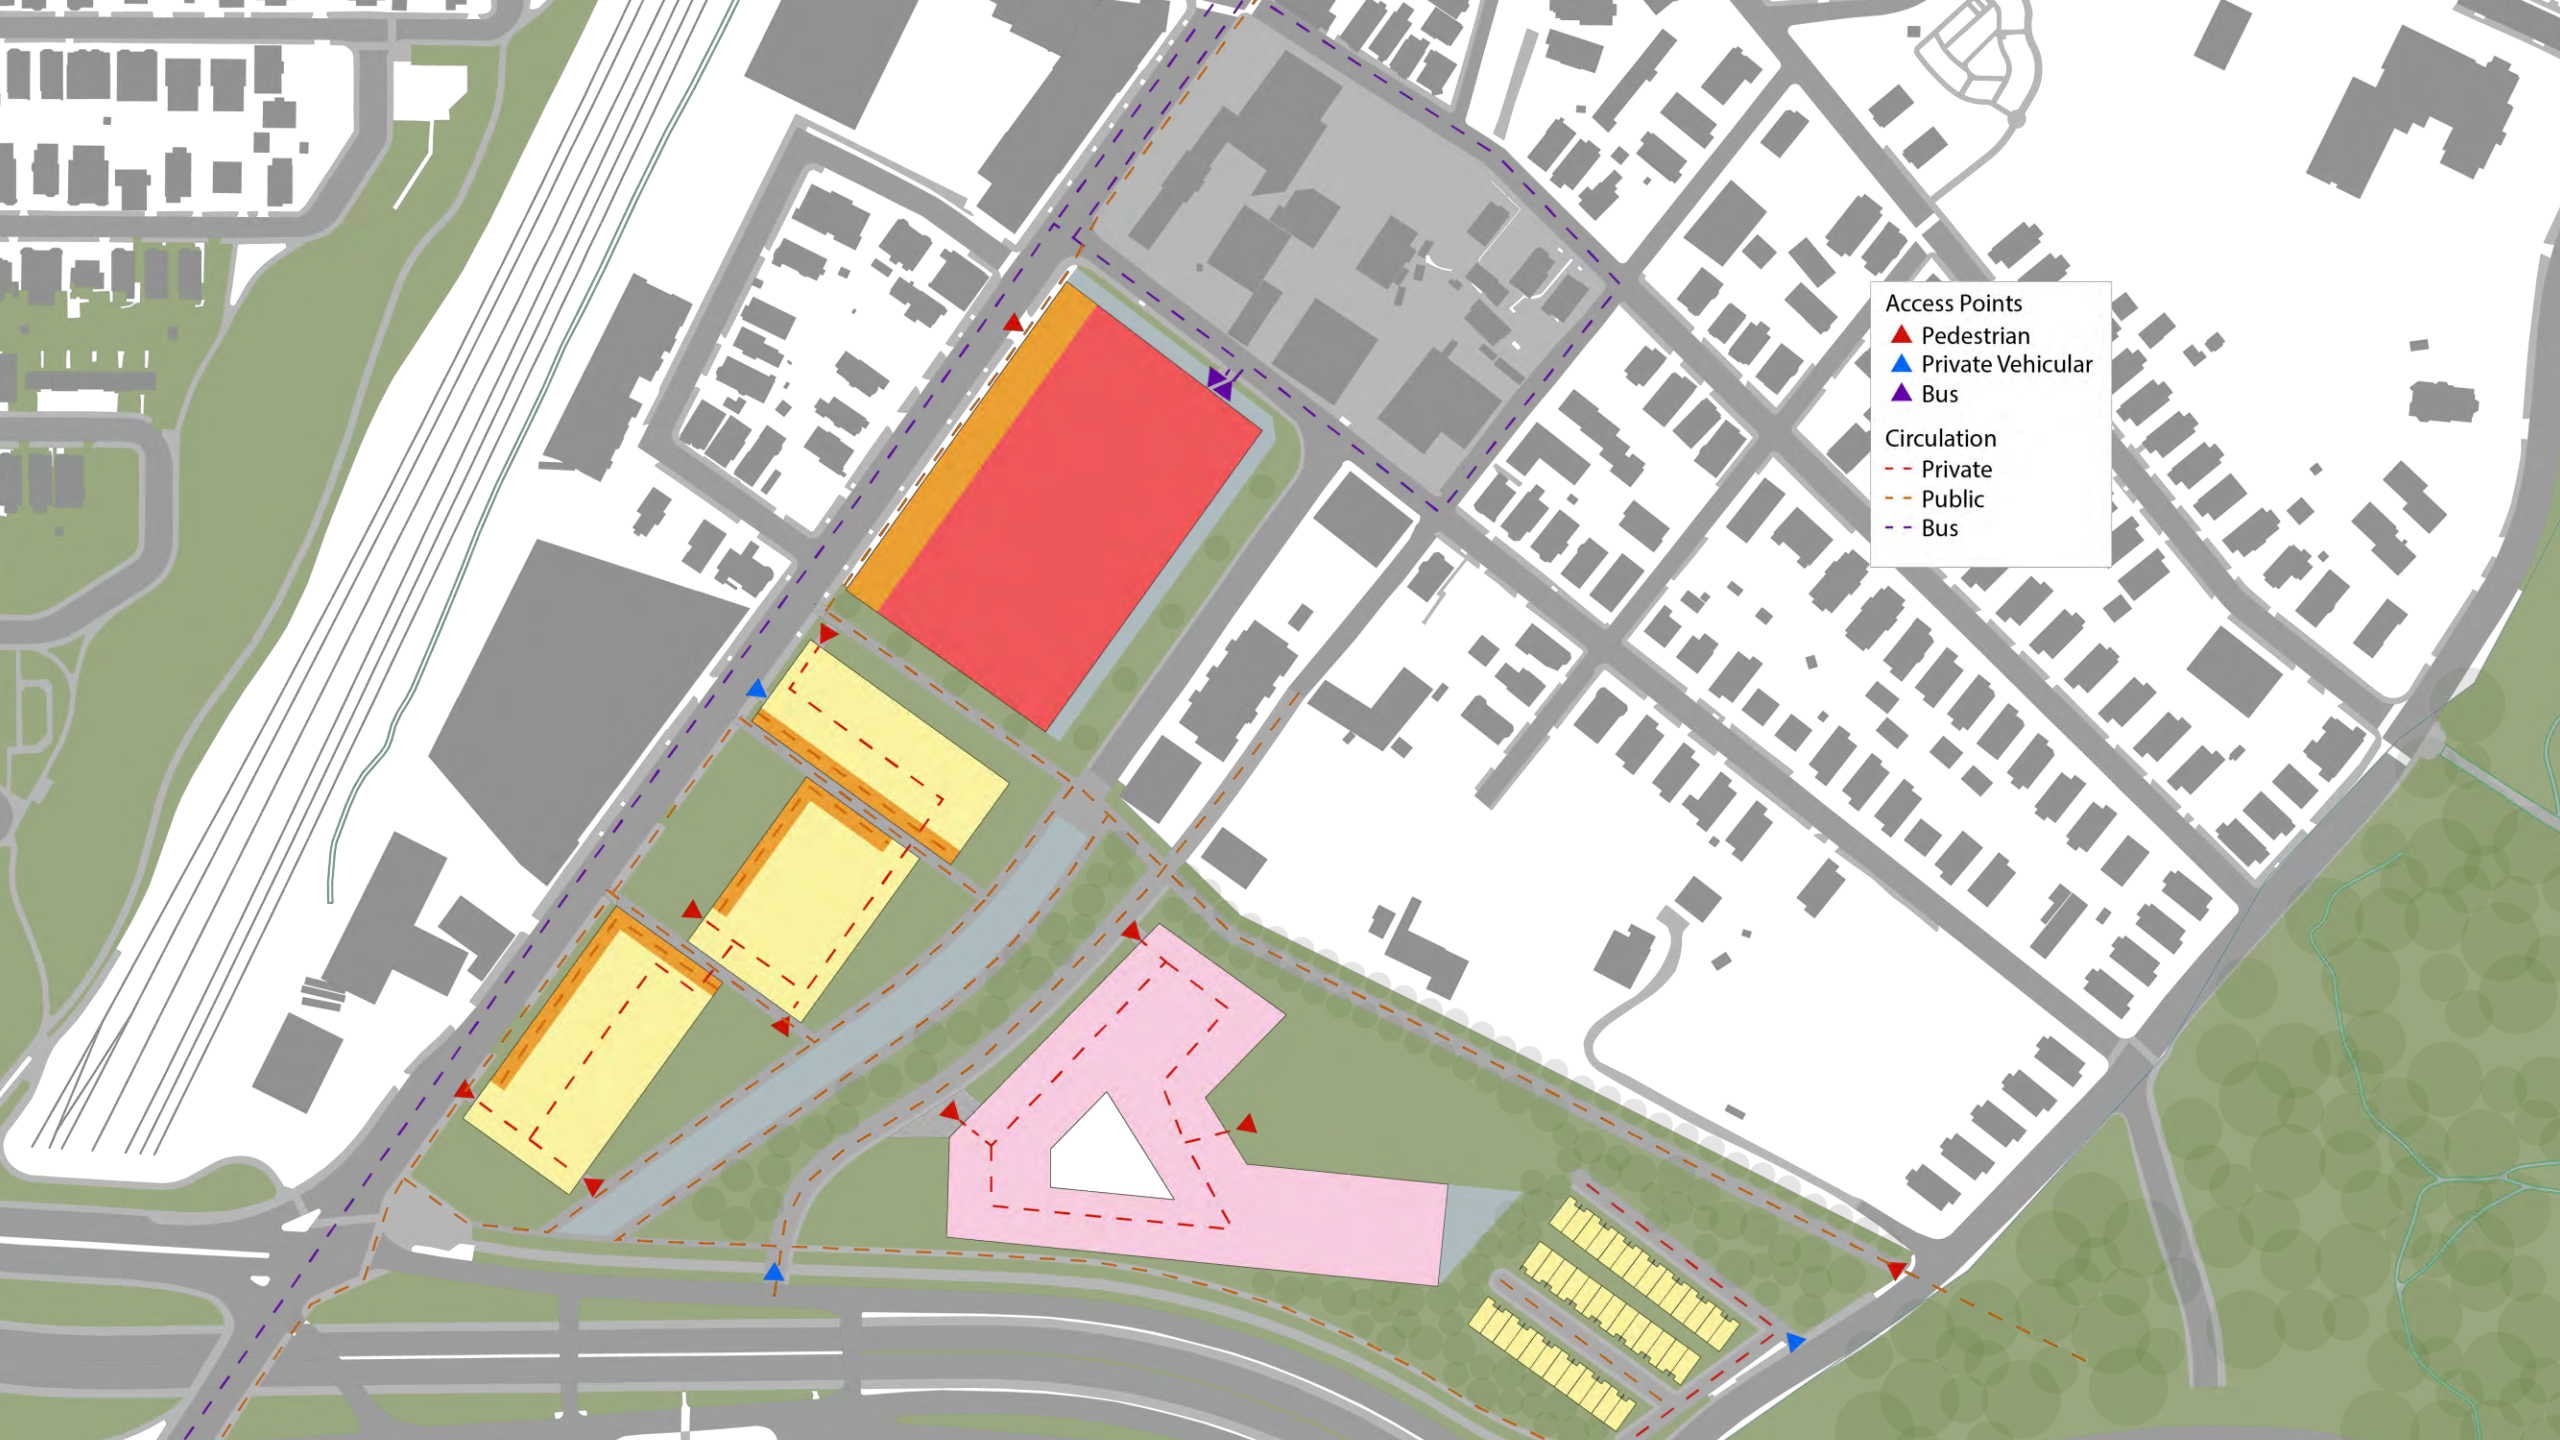 Access Points
Pedestrian
Private Vehicular
Bus
Circulation
Private
Public
Bus